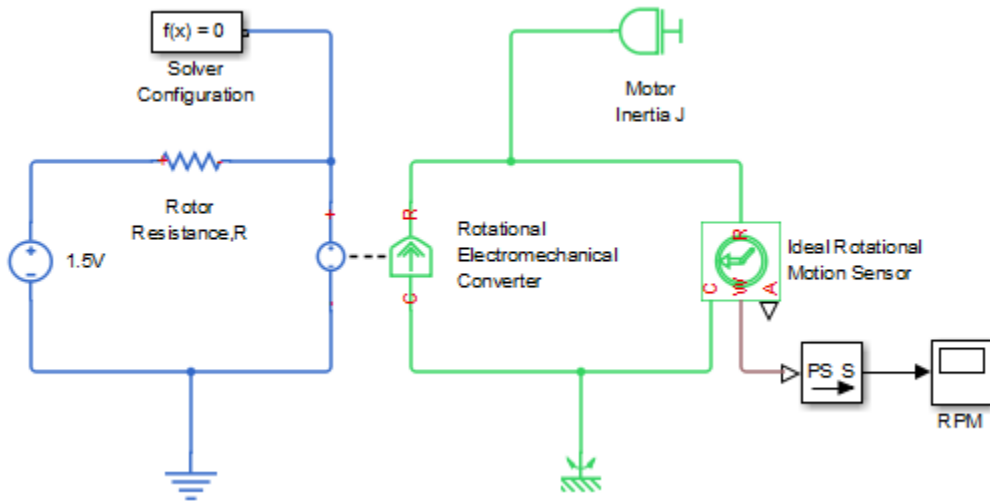 f(x) = 0
Solver
Configuration
Motor
Inertia J
+
Rotor
Resistance,R
+
-
1.5V
R
C
Rotational
Electromechanical
Converter
R
C
W
A
Ideal Rotational
Motion Sensor
PS S
RPM